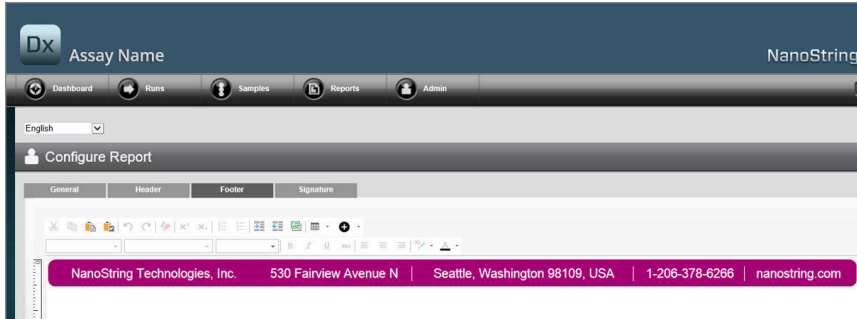 Dx Assay Name
NanoString
Dashboard Runs Samples Reports Admin
English
Configure Report
General Header Footer Signature
B I U abc A
NanoString Technologies, Inc. 530 Fairview Avenue N | Seattle, Washington 98109, USA | 1-206-378-6266 | nanostring.com